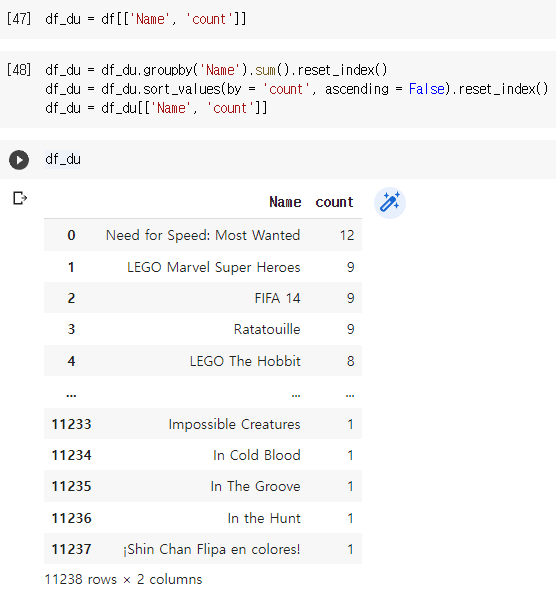 [47] df_du = df[['Name', 'count']]
[48] df_du = df_du.groupby('Name').sum().reset_index()
df_du = df_du.sort_values(by = 'count', ascending = False).reset_index()
df_du = df_du[['Name', 'count']]
df_du
Name count
0 Need for Speed: Most Wanted 12
1 LEGO Marvel Super Heroes 9
2 FIFA 14 9
3 Ratatouille 9
4 LEGO The Hobbit 8
... ... ...
11233 Impossible Creatures 1
11234 In Cold Blood 1
11235 In The Groove 1
11236 In the Hunt 1
11237 ¡Shin Chan Flipa en colores! 1
11238 rows × 2 columns